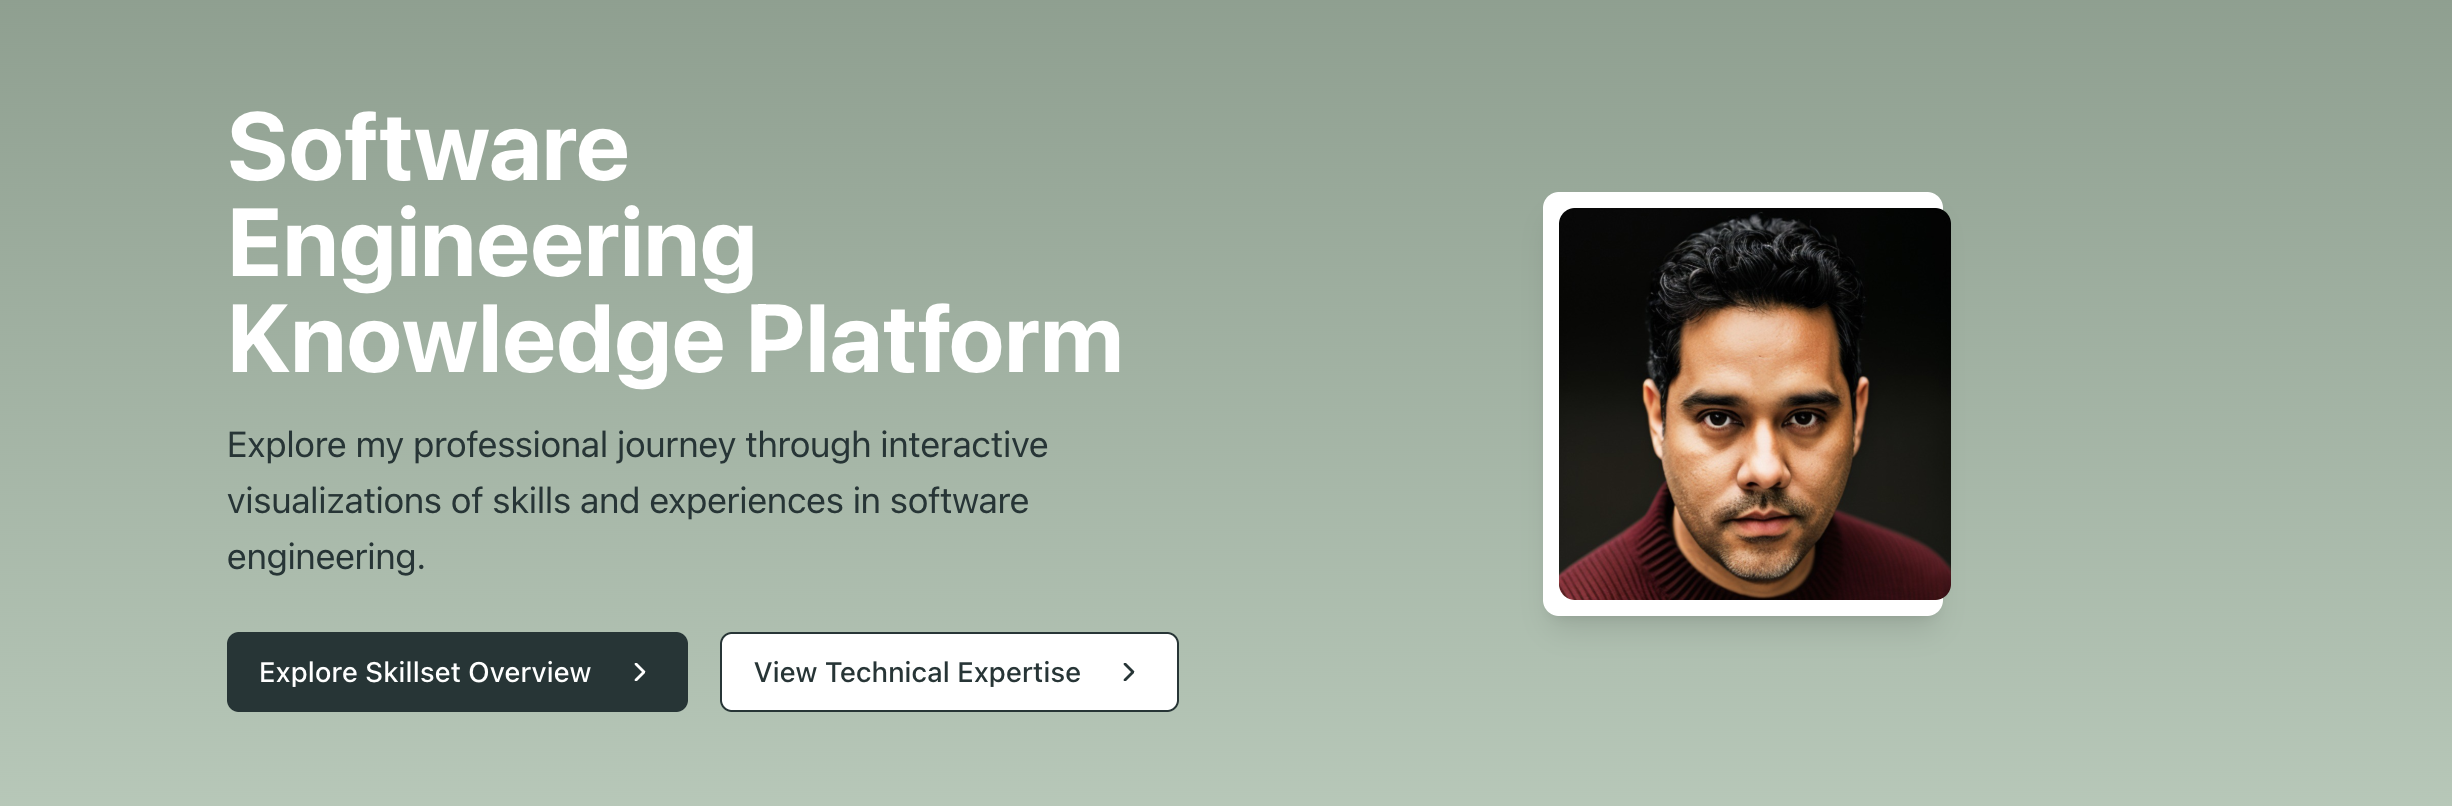 Software
Engineering
Knowledge Platform
Explore my professional journey through interactive
visualizations of skills and experiences in software
engineering.
Explore Skillset Overview
View Technical Expertise